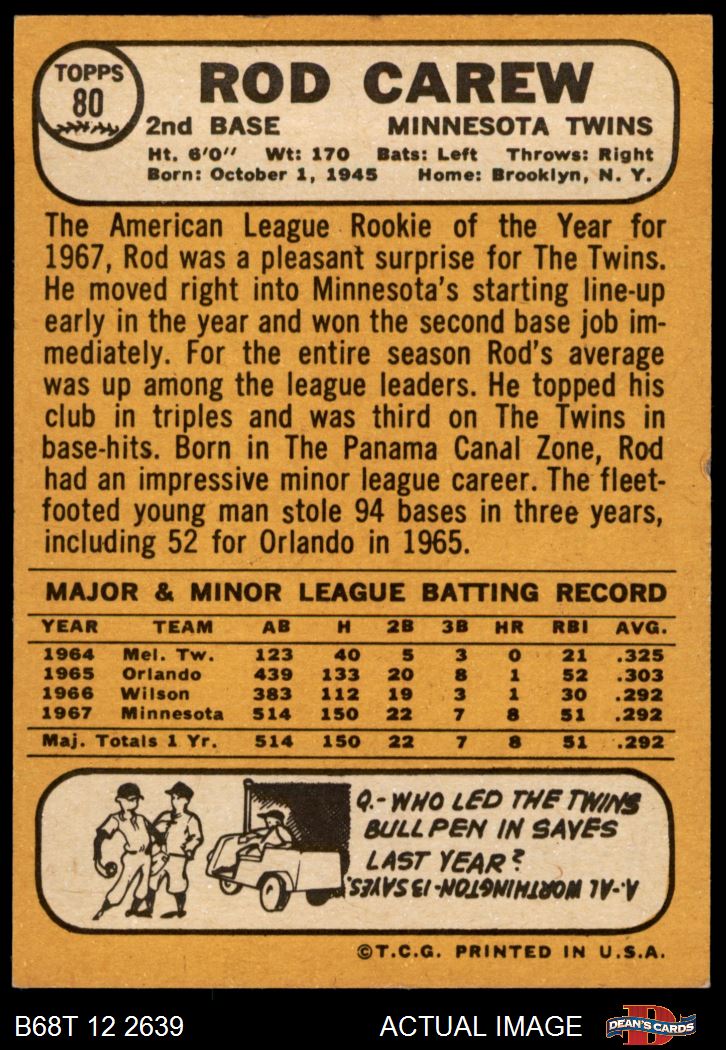 TOPPS
80
ROD CAREW
2nd BASE MINNESOTA TWINS
Ht. 6'0" Wt: 170 Bats: Left Throws: Right
Born: October 1, 1945 Home: Brooklyn, N. Y.
The American League Rookie of the Year for
1967, Rod was a pleasant surprise for The Twins.
He moved right into Minnesota's starting line-up
early in the year and won the second base job im-
mediately. For the entire season Rod's average
was up among the league leaders. He topped his
club in triples and was third on The Twins in
base-hits. Born in The Panama Canal Zone, Rod
had an impressive minor league career. The fleet-
footed young man stole 94 bases in three years,
including 52 for Orlando in 1965.
MAJOR & MINOR LEAGUE BATTING RECORD
YEAR TEAM AB H 2B 3B HR RBI AVG.
1964 Mel. Tw. 123 40 5 3 0 21 .325
1965 Orlando 439 133 20 8 1 52 .303
1966 Wilson 383 112 19 3 1 30 .292
1967 Minnesota 514 150 22 7 8 51 .292
Maj. Totals 1 Yr. 514 150 22 7 8 51 .292
Q.-WHO LED THE TWINS
BULLPEN IN SAVES
LAST YEAR?
A-AL WORTHINGTON-13 SAVES.
©T.C.G. PRINTED IN U.S.A.
B68T 12 2639 ACTUAL IMAGE DEAN'S CARDS